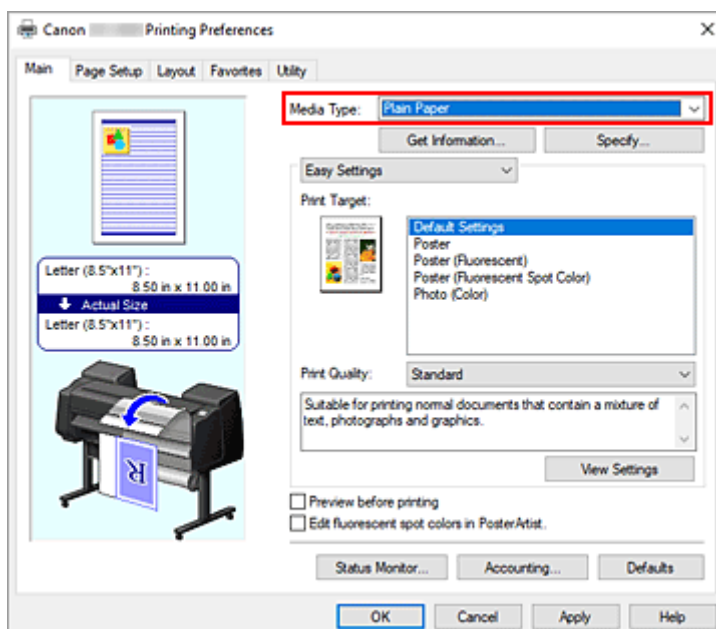 Canon Printing Preferences
Main Page Setup Layout Favorites Utility
Media Type: Plain Paper
Get Information... Specify...
Easy Settings
Print Target:
Default Settings
Poster
Poster (Fluorescent)
Poster (Fluorescent Spot Color)
Photo (Color)
Letter (8.5"x11") :
8.50 in x 11.00 in
Actual Size
Letter (8.5"x11") :
8.50 in x 11.00 in
Print Quality: Standard
Suitable for printing normal documents that contain a mixture of
text, photographs and graphics.
View Settings
R
Preview before printing
Edit fluorescent spot colors in PosterArtist.
Status Monitor... Accounting... Defaults
OK Cancel Apply Help